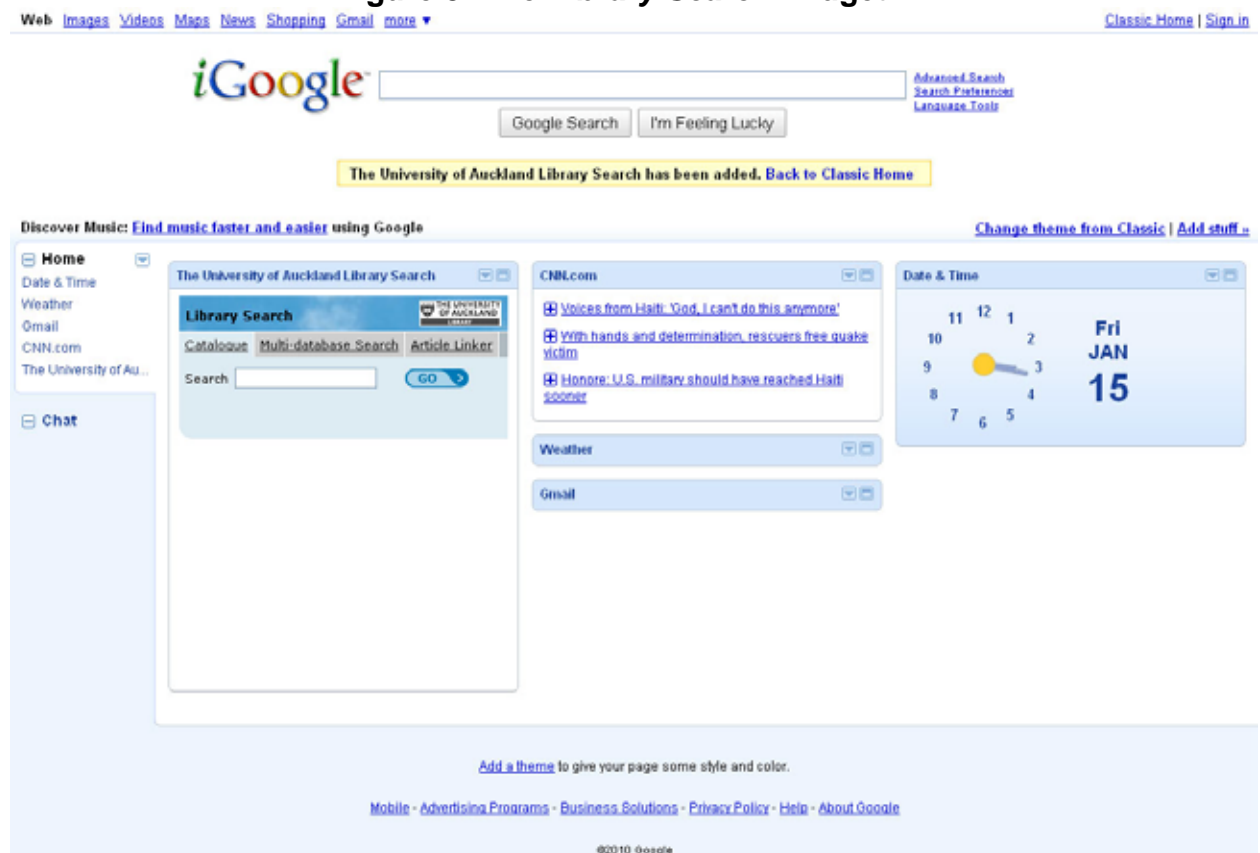 Web Images Videos Maps News Shopping Gmail more ▼
Classic Home | Sign in
iGoogle
Advanced Search
Search Preferences
Language Tools
Google Search
I'm Feeling Lucky
The University of Auckland Library Search has been added. Back to Classic Home
Discover Music: Find music faster and easier using Google
Change theme from Classic | Add stuff »
Home
Date & Time
Weather
Gmail
CNN.com
The University of Au...
Chat
The University of Auckland Library Search
Library Search
THE UNIVERSITY
OF AUCKLAND
LIBRARY
Catalogue Multi-database Search Article Linker
Search
GO
CNN.com
Voices from Haiti: 'God, I can't do this anymore'
With hands and determination, rescuers free quake
victim
Honore: U.S. military should have reached Haiti
sooner
Weather
Gmail
Date & Time
12
11 1
10 2
9 3
8 4
7 5
6
Fri
JAN
15
Add a theme to give your page some style and color.
Mobile - Advertising Programs - Business Solutions - Privacy Policy - Help - About Google
©2010 Google